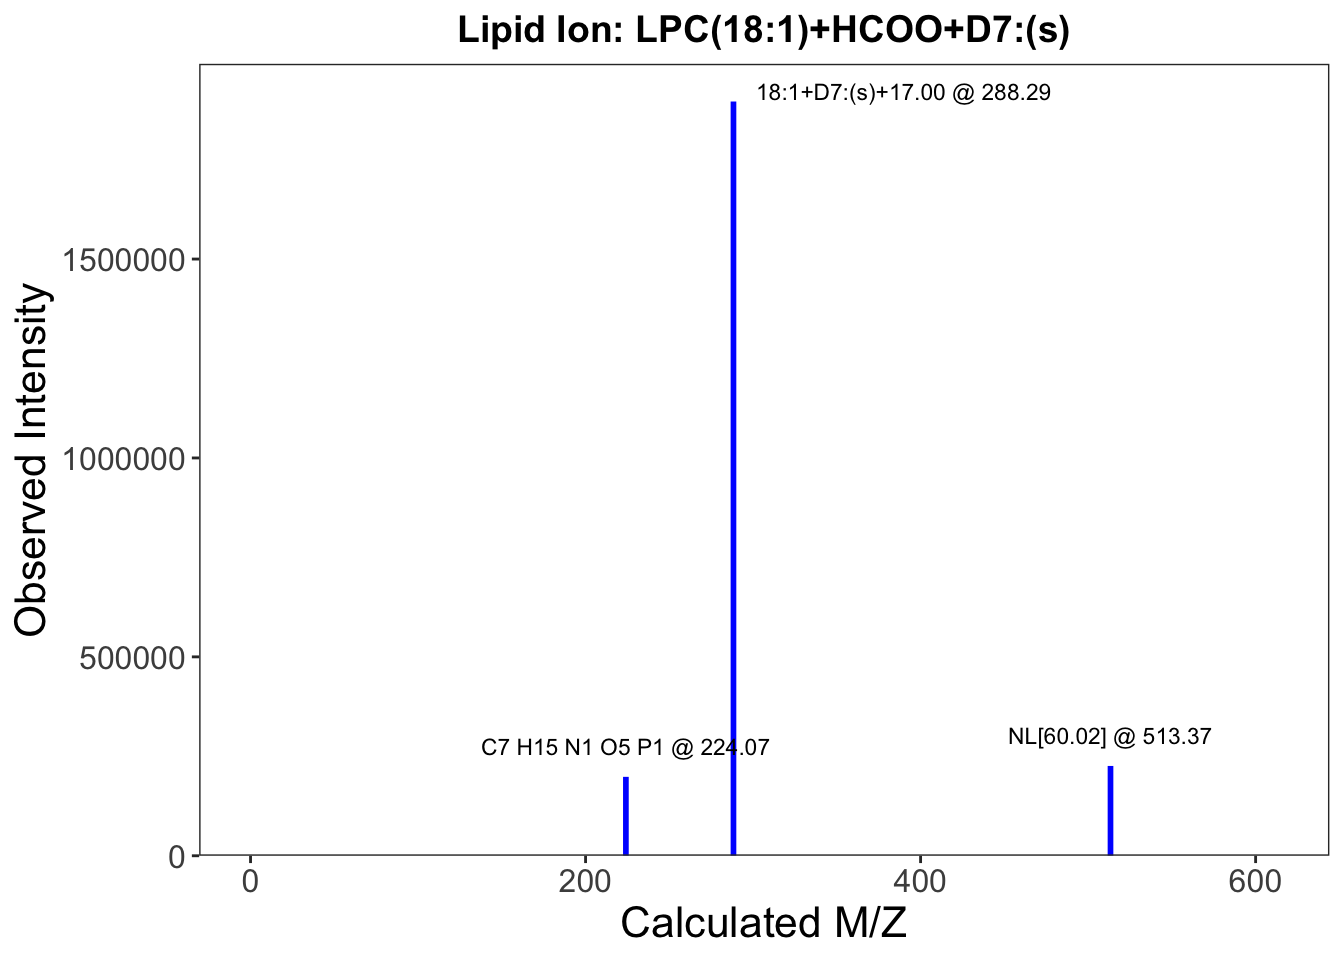 Lipid Ion: LPC(18:1)+HCOO+D7:(s)
18:1+D7:(s)+17.00 @ 288.29
C7 H15 N1 O5 P1 @ 224.07
NL[60.02] @ 513.37
Observed Intensity
1500000
1000000
500000
0
0 200 400 600
Calculated M/Z